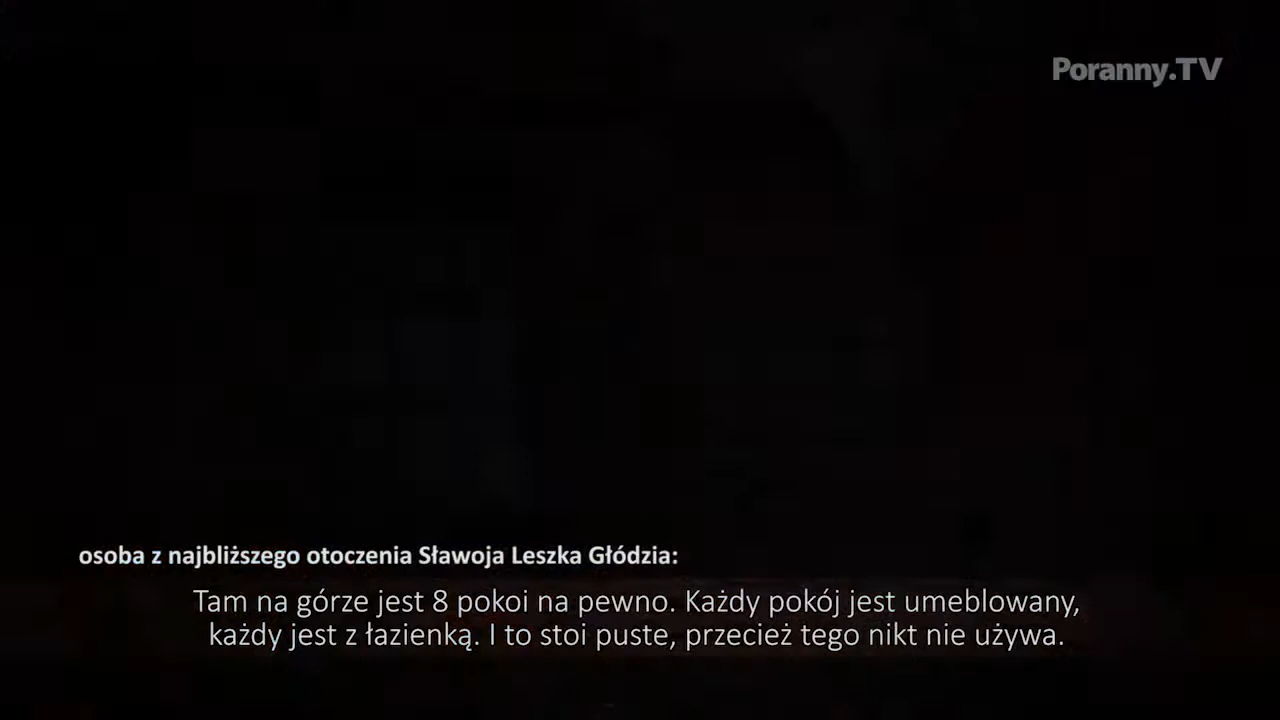 Poranny.TV
osoba z najbliższego otoczenia Sławoja Leszka Głódzia:
Tam na górze jest 8 pokoi na pewno. Każdy pokój jest umeblowany,
każdy jest z łazienką. I to stoi puste, przecież tego nikt nie używa.